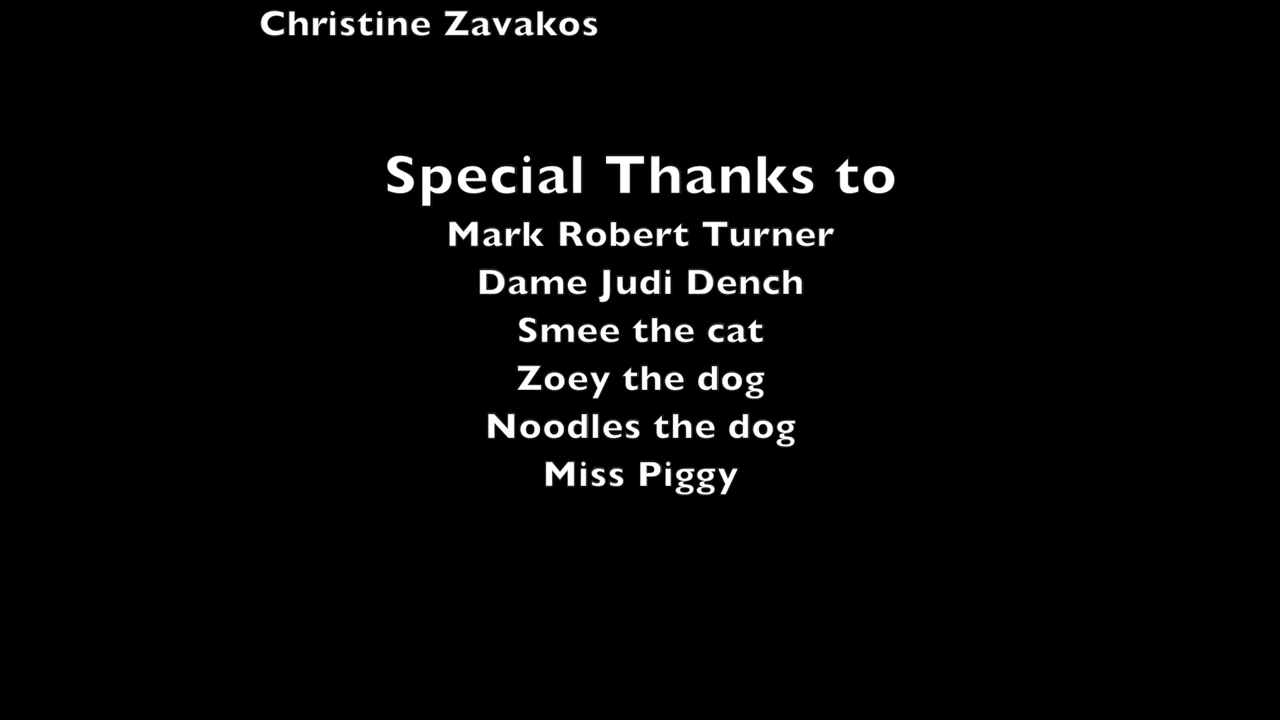 Christine Zavakos
Special Thanks to
Mark Robert Turner
Dame Judi Dench
Smee the cat
Zoey the dog
Noodles the dog
Miss Piggy